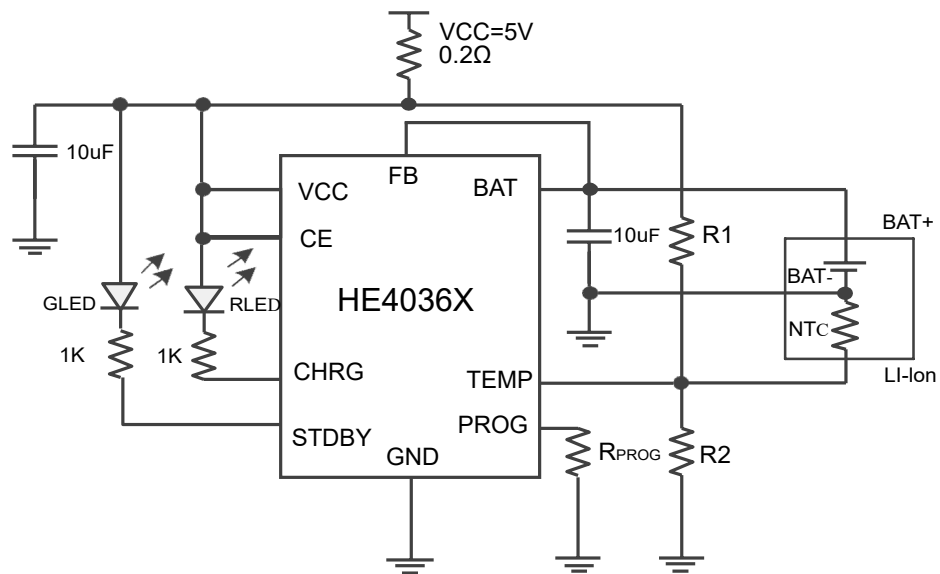 VCC=5V
0.2Ω
10uF
FB
VCC
BAT
CE
10uF
R1
BAT+
BAT-
GLED
RLED
HE4036X
NTC
1K
1K
CHRG
TEMP
LI-Ion
STDBY
PROG
GND
RPROG
R2